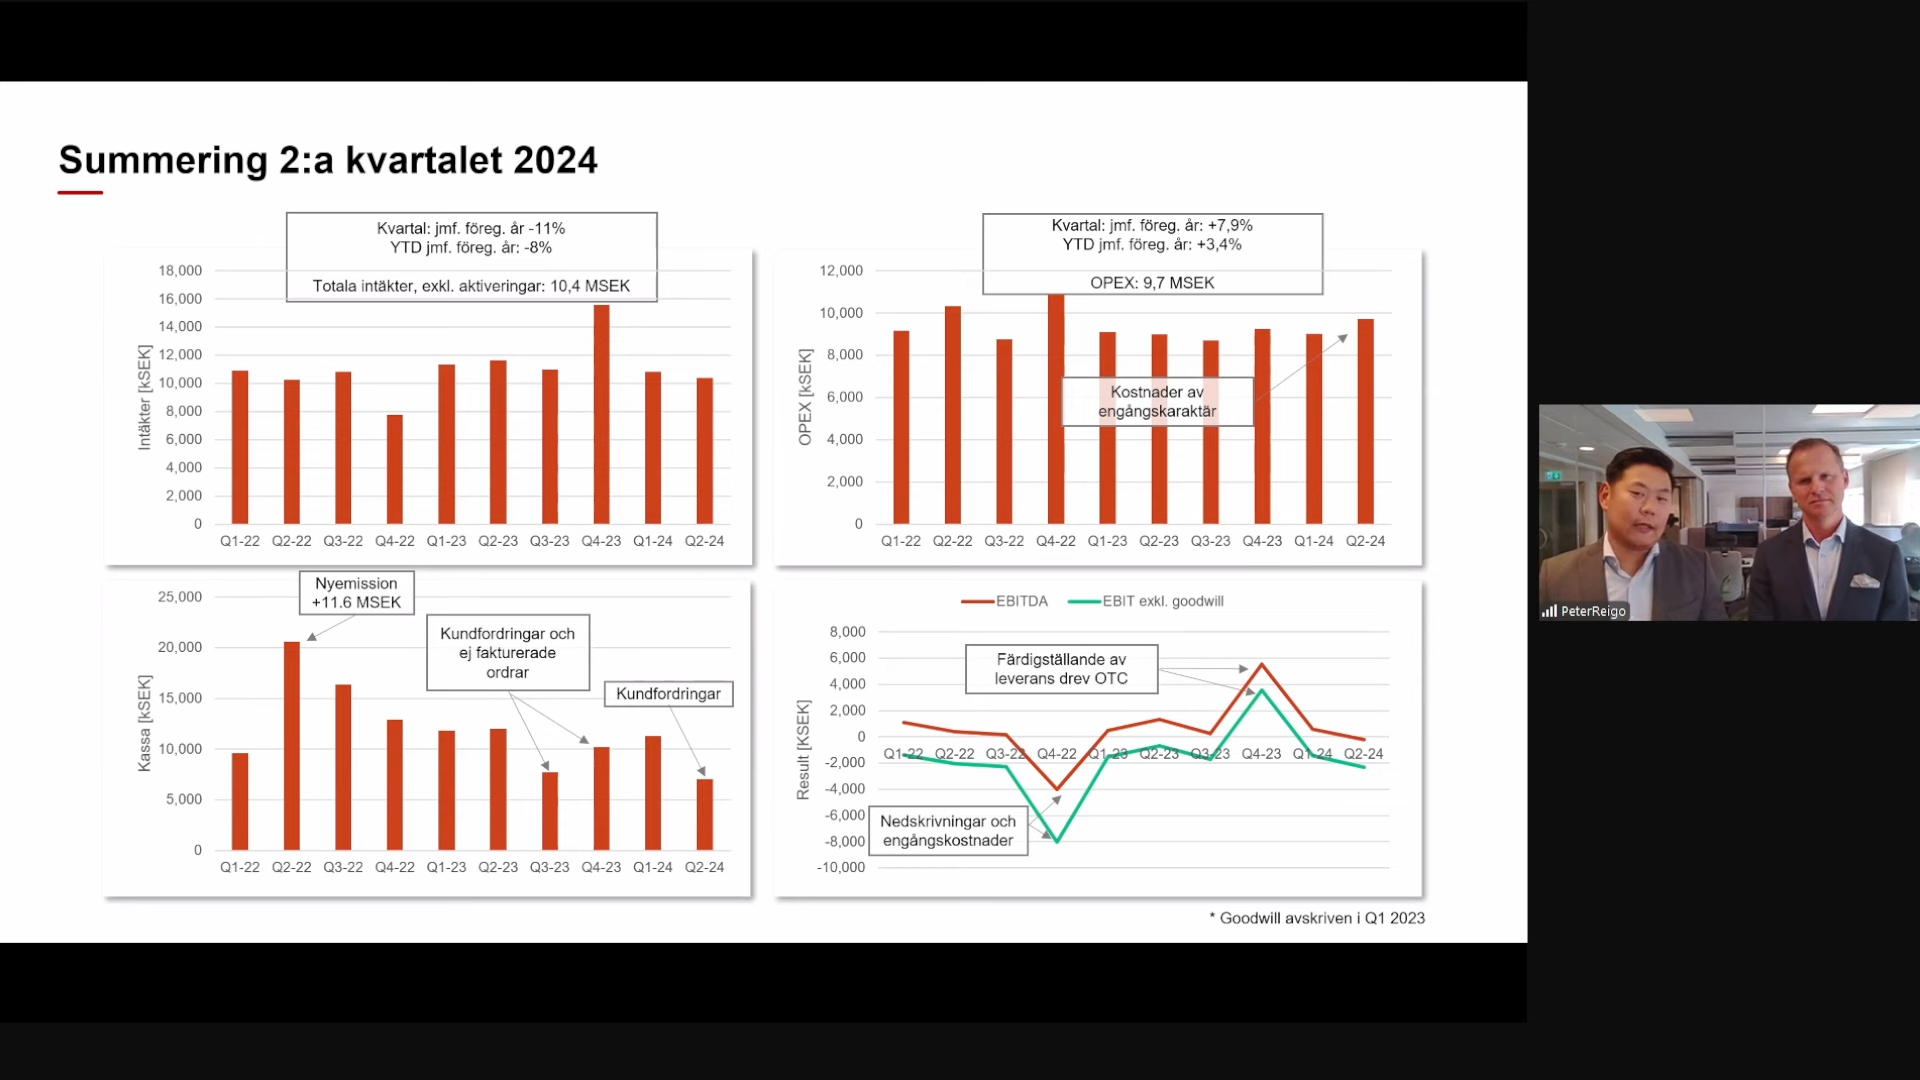 Summering 2:a kvartalet 2024
Kvartal: jmf. föreg. år -11%
YTD jmf. föreg. år: -8%
Totala intäkter, exkl. aktiveringar: 10,4 MSEK
Intäkter [kSEK]
18,000
16,000
14,000
12,000
10,000
8,000
6,000
4,000
2,000
0
Q1-22 Q2-22 Q3-22 Q4-22 Q1-23 Q2-23 Q3-23 Q4-23 Q1-24 Q2-24
Kvartal: jmf. föreg. år: +7,9%
YTD jmf. föreg. år: +3,4%
OPEX: 9,7 MSEK
OPEX [kSEK]
12,000
10,000
8,000
6,000
4,000
2,000
0
Kostnader av
engångskaraktär
Q1-22 Q2-22 Q3-22 Q4-22 Q1-23 Q2-23 Q3-23 Q4-23 Q1-24 Q2-24
Nyemission
+11.6 MSEK
Kundfordringar och
ej fakturerade
ordrar
Kundfordringar
Kassa [kSEK]
25,000
20,000
15,000
10,000
5,000
0
Q1-22 Q2-22 Q3-22 Q4-22 Q1-23 Q2-23 Q3-23 Q4-23 Q1-24 Q2-24
EBITDA EBIT exkl. goodwill
Färdigställande av
leverans drev OTC
Result [KSEK]
8,000
6,000
4,000
2,000
0
-2,000
-4,000
-6,000
-8,000
-10,000
Q1-22 Q2-22 Q3-22 Q4-22 Q1-23 Q2-23 Q3-23 Q4-23 Q1-24 Q2-24
Nedskrivningar och
engångskostnader
* Goodwill avskriven i Q1 2023
PeterReigo